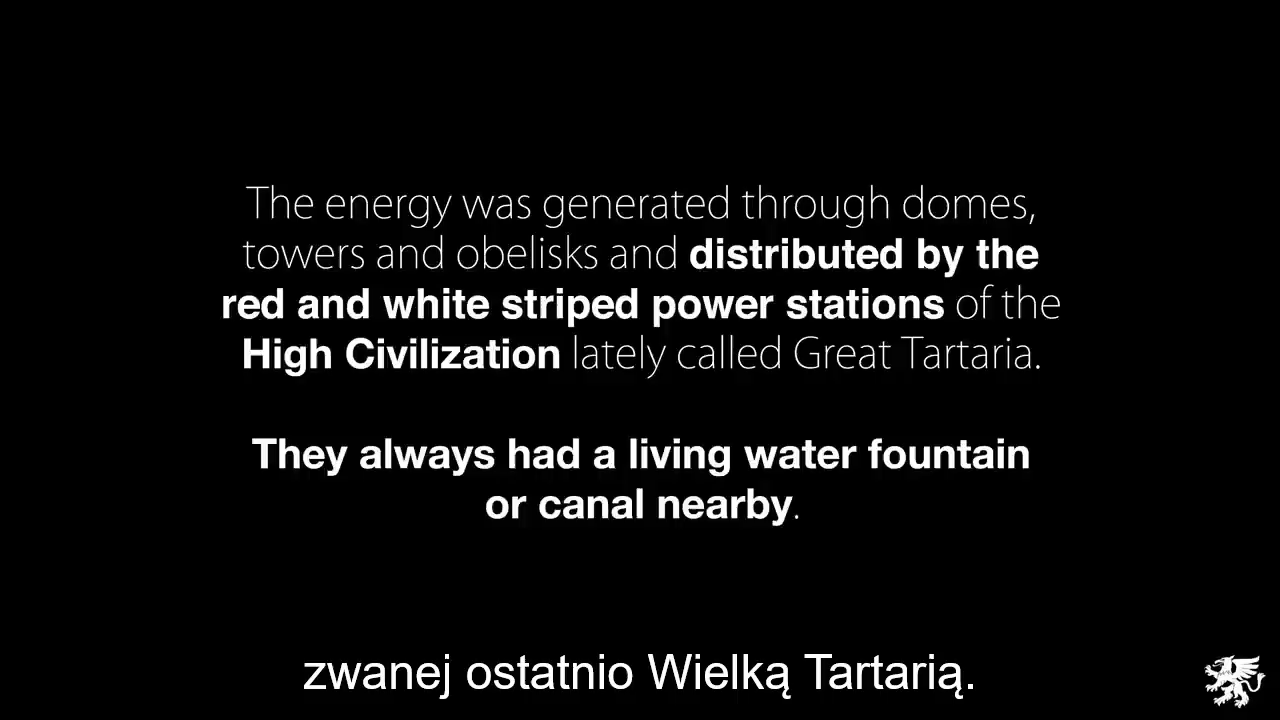 The energy was generated through domes,
towers and obelisks and distributed by the
red and white striped power stations of the
High Civilization lately called Great Tartaria.
They always had a living water fountain
or canal nearby.
zwanej ostatnio Wielką Tartarią.